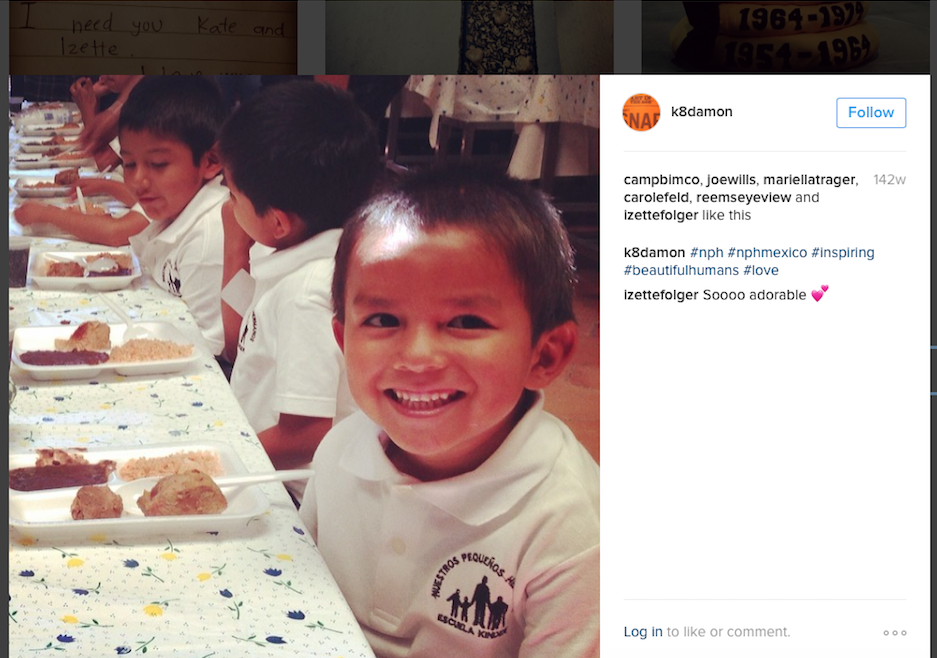 I need you Kate and
Izette.
1964-1974
1954-1964
k8damon
Follow
campbimco, joewills, mariellatrager,
142w
carolefeld, reemseyeview and
izettefolger like this
k8damon #nph #nphmexico #inspiring
#beautifulhumans #love
izettefolger Soooo adorable 💕
NUESTROS PEQUEÑOS
ESCUELA
Log in to like or comment.